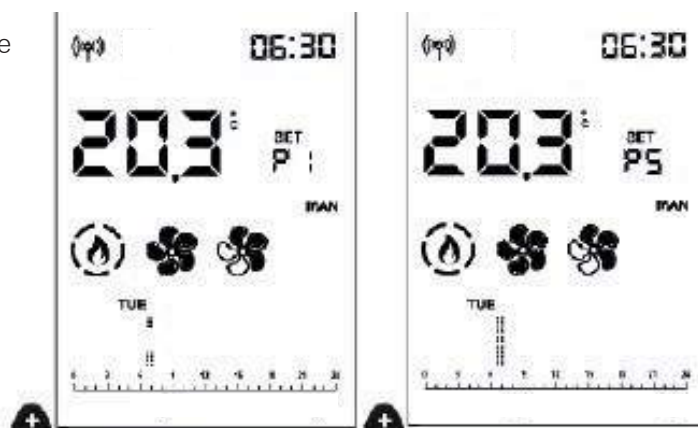 e
06:30
20.3°c
SET
P1
MAN
TUE
+
06:30
20.3°c
SET
P5
MAN
TUE
+